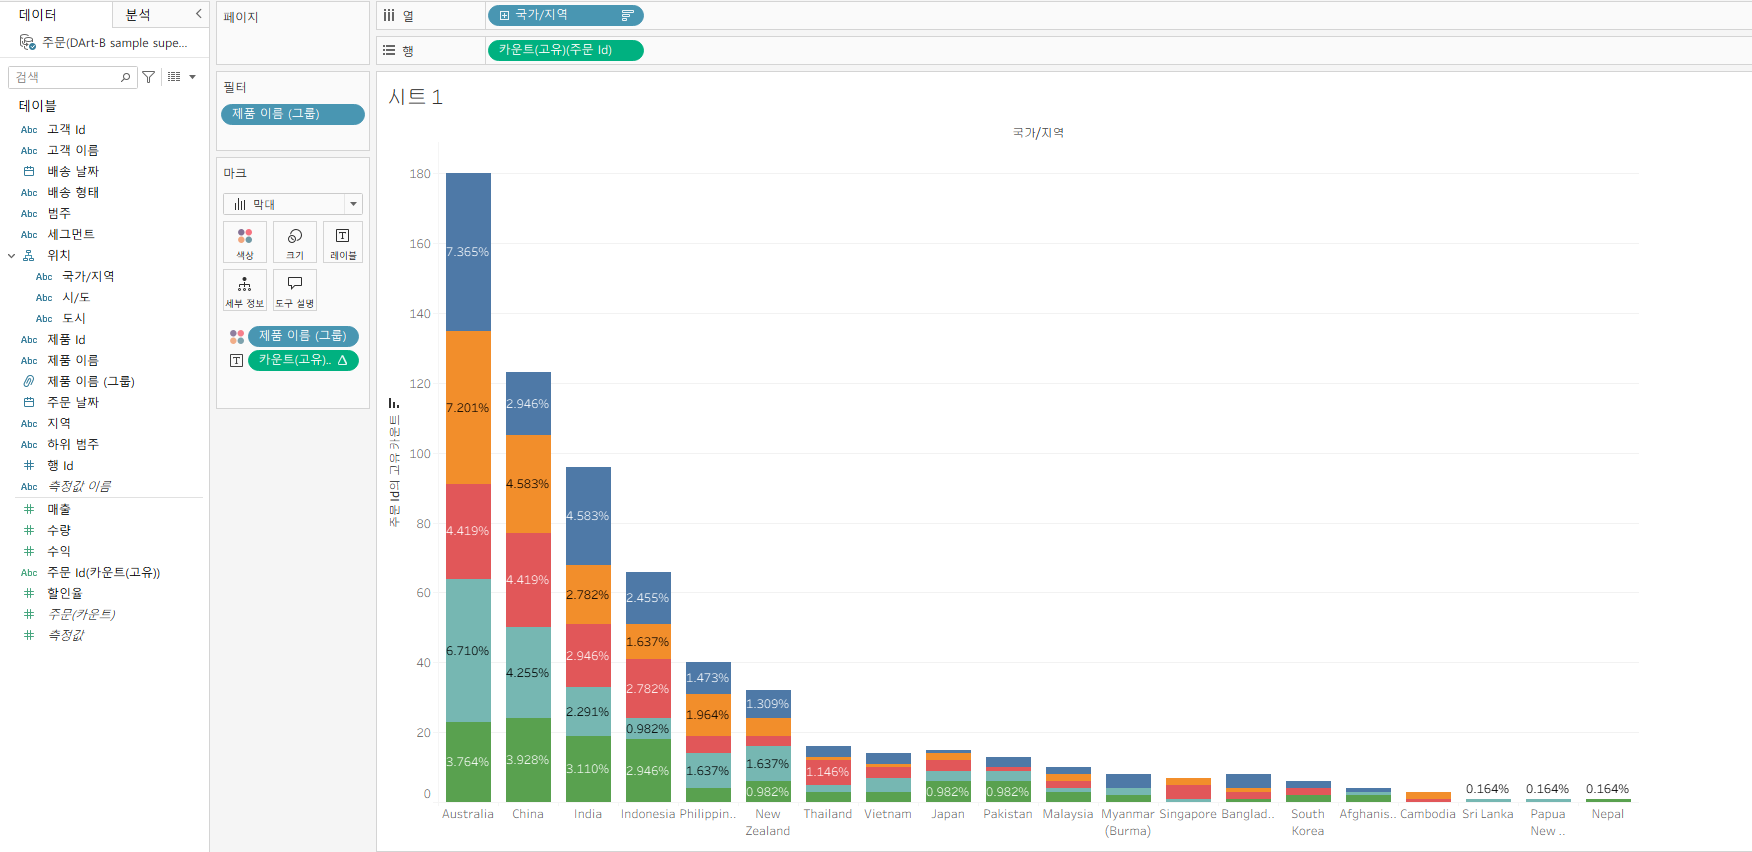 데이터
분석
주문(DArt-B sample supe...
검색
테이블
Abc 고객 Id
Abc 고객 이름
배송 날짜
Abc 배송 형태
Abc 범주
Abc 세그먼트
위치
Abc 국가/지역
Abc 시/도
Abc 도시
Abc 제품 Id
Abc 제품 이름
제품 이름 (그룹)
주문 날짜
Abc 지역
Abc 하위 범주
# 행 Id
Abc 측정값 이름
# 매출
# 수량
# 수익
Abc 주문 Id(카운트(고유))
# 할인율
# 주문(카운트)
# 측정값
페이지
필터
제품 이름 (그룹)
마크
막대
색상
크기
T
레이블
세부 정보
도구 설명
제품 이름 (그룹)
T 카운트(고유).. Δ
열
국가/지역
행
카운트(고유)(주문 Id)
시트 1
국가/지역
주문 Id의 고유 카운트
180
160
140
120
100
80
60
40
20
0
7.365%
7.201%
4.419%
6.710%
3.764%
2.946%
4.583%
4.419%
4.255%
3.928%
4.583%
2.782%
2.946%
2.291%
3.110%
2.455%
1.637%
2.782%
0.982%
2.946%
1.473%
1.964%
1.637%
1.309%
1.637%
0.982%
1.146%
0.982%
0.982%
0.164%
0.164%
0.164%
Australia
China
India
Indonesia
Philippin..
New
Zealand
Thailand
Vietnam
Japan
Pakistan
Malaysia
Myanmar
(Burma)
Singapore
Banglad..
South
Korea
Afghanis..
Cambodia
Sri Lanka
Papua
New ..
Nepal